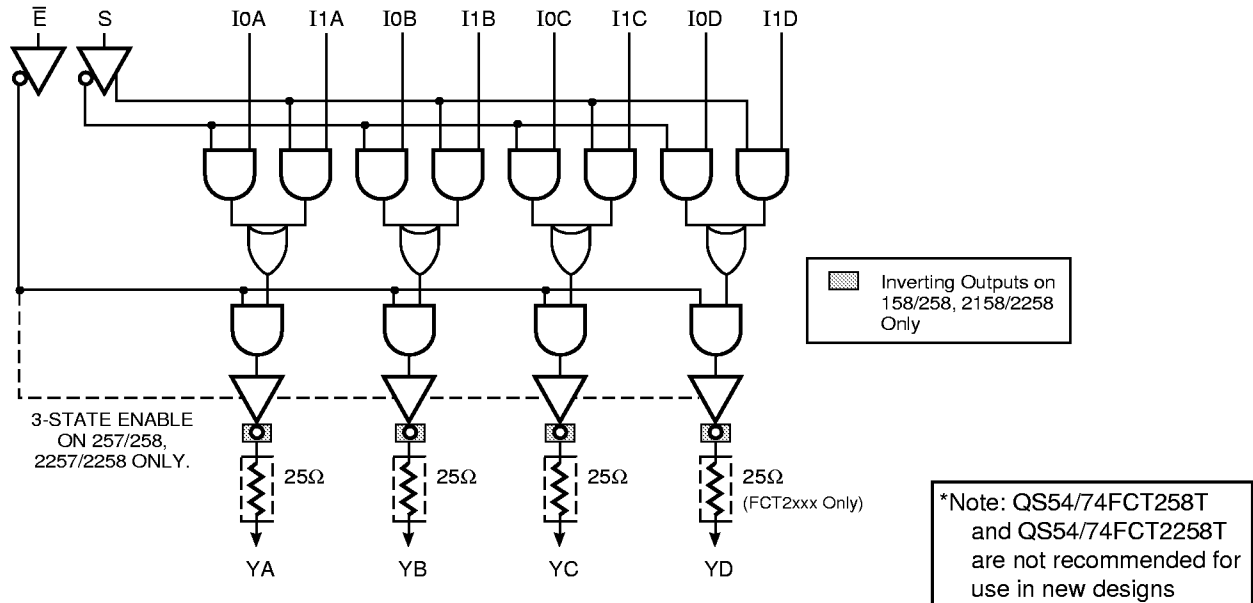 E̅ S I0A I1A I0B I1B I0C I1C I0D I1D
Inverting Outputs on
158/258, 2158/2258
Only
3-STATE ENABLE
ON 257/258,
2257/2258 ONLY.
25Ω 25Ω 25Ω 25Ω
(FCT2xxx Only)
YA YB YC YD
*Note: QS54/74FCT258T
and QS54/74FCT2258T
are not recommended for
use in new designs